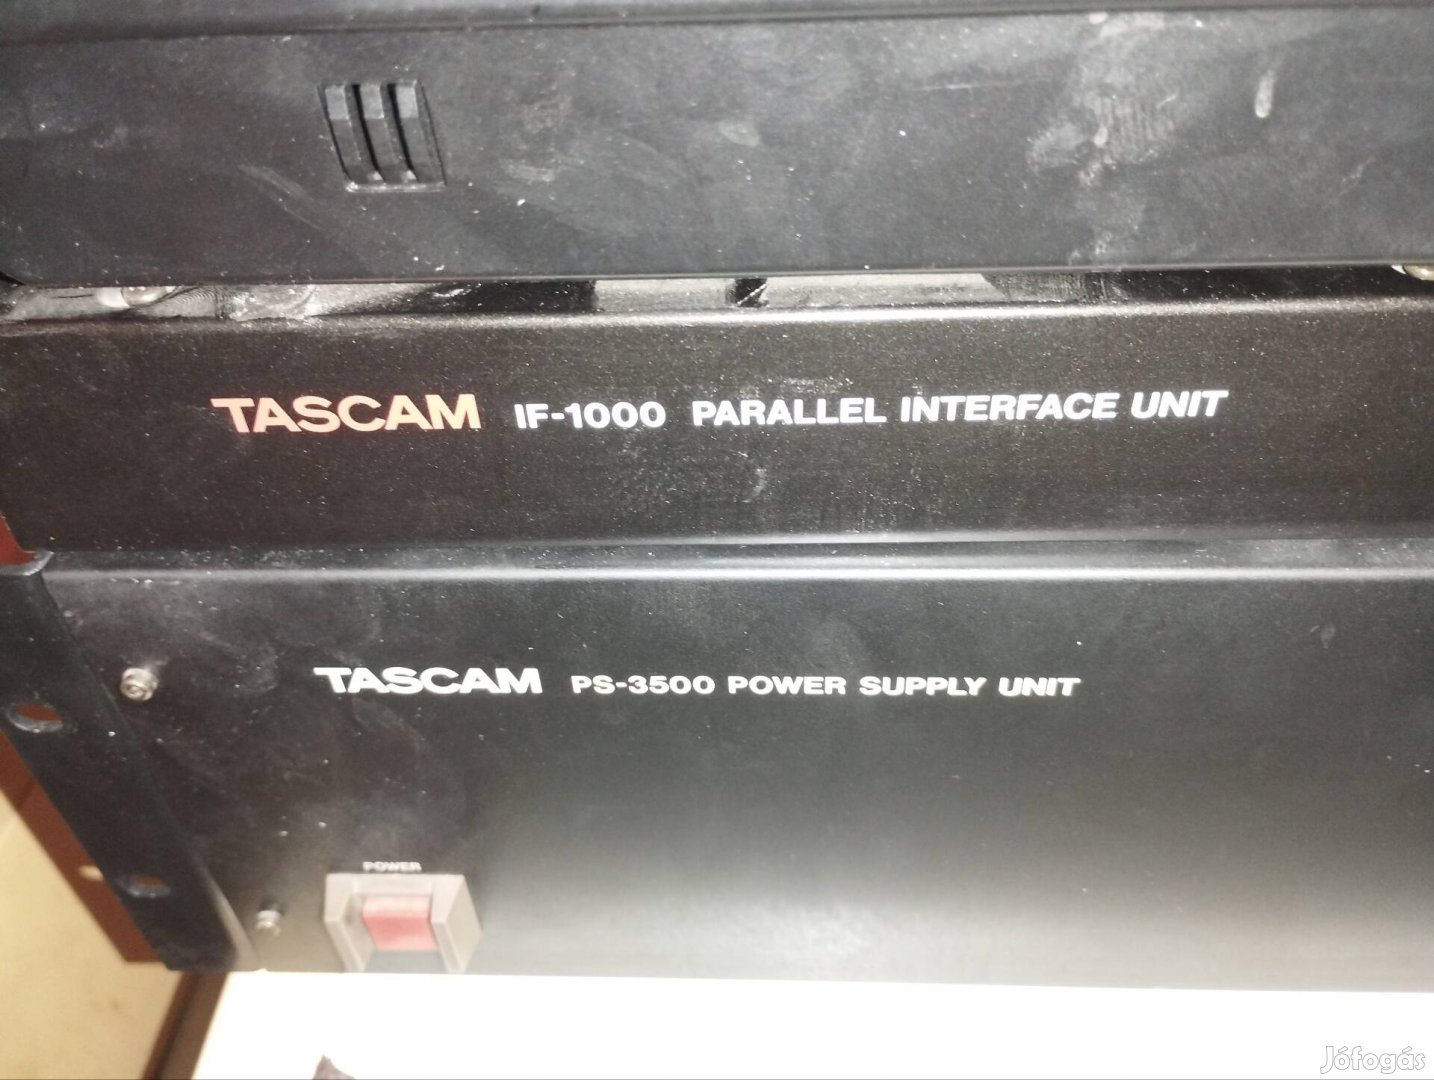 TASCAM IF-1000 PARALLEL INTERFACE UNIT
TASCAM PS-3500 POWER SUPPLY UNIT
POWER
Jófogás